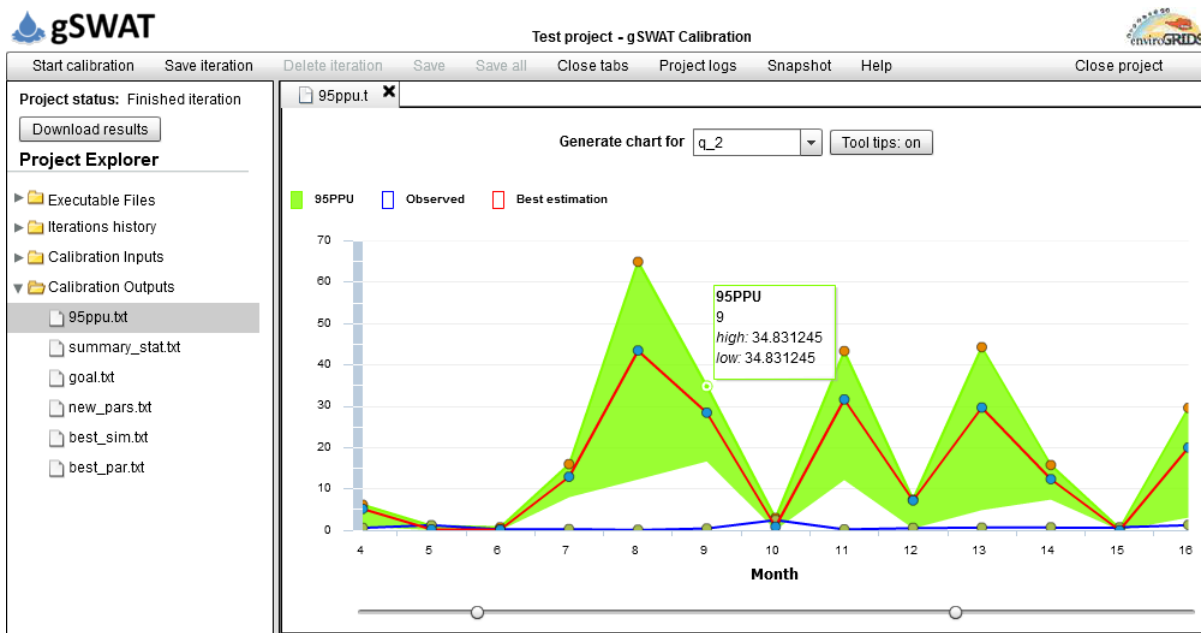 gSWAT
Test project - gSWAT Calibration
enviroGRIDS
Start calibration Save iteration Delete iteration Save Save all Close tabs Project logs Snapshot Help Close project
Project status: Finished iteration
Download results
Project Explorer
Executable Files
Iterations history
Calibration Inputs
Calibration Outputs
95ppu.txt
summary_stat.txt
goal.txt
new_pars.txt
best_sim.txt
best_par.txt
95ppu.t
Generate chart for q_2 Tool tips: on
95PPU Observed Best estimation
70
60
50
40
30
20
10
0
95PPU
9
high: 34.831245
low: 34.831245
4 5 6 7 8 9 10 11 12 13 14 15 16
Month